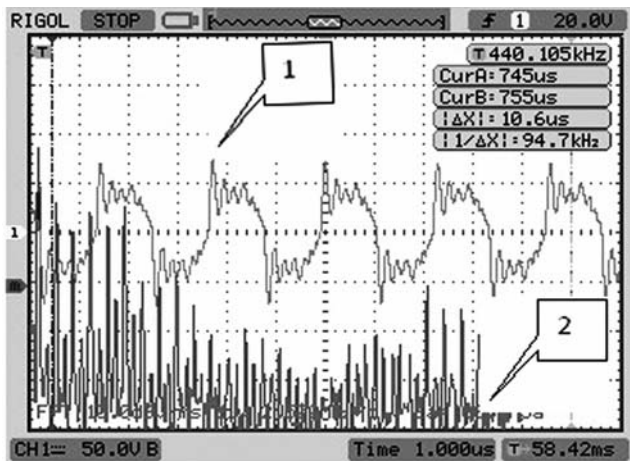 RIGOL STOP 1 20.0V
T
1
T 440.105kHz
CurA: 745us
CurB: 755us
|ΔX|: 10.6us
|1/ΔX|: 94.7kHz
1
2
CH1 50.0V B Time 1.000us T 58.42ms